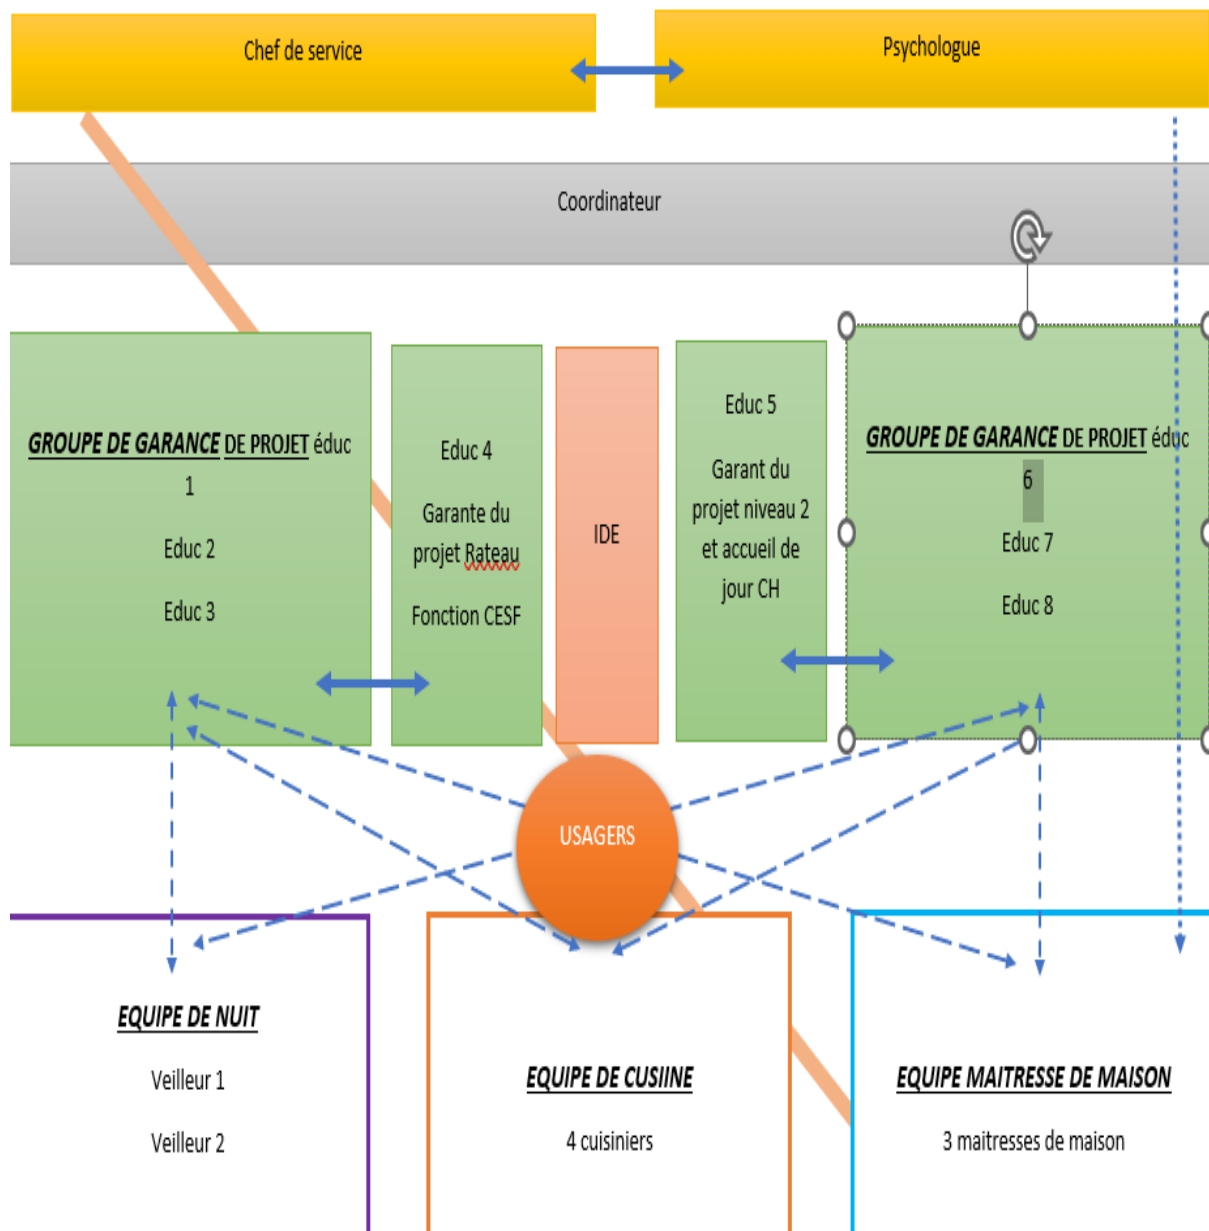 Chef de service
Psychologue
Coordinateur
GROUPE DE GARANCE DE PROJET éduc
1
Educ 2
Educ 3
Educ 4
Garante du
projet Rateau
Fonction CESF
IDE
Educ 5
Garant du
projet niveau 2
et accueil de
jour CH
GROUPE DE GARANCE DE PROJET éduc
6
Educ 7
Educ 8
USAGERS
EQUIPE DE NUIT
Veilleur 1
Veilleur 2
EQUIPE DE CUSIINE
4 cuisiniers
EQUIPE MAITRESSE DE MAISON
3 maitresses de maison